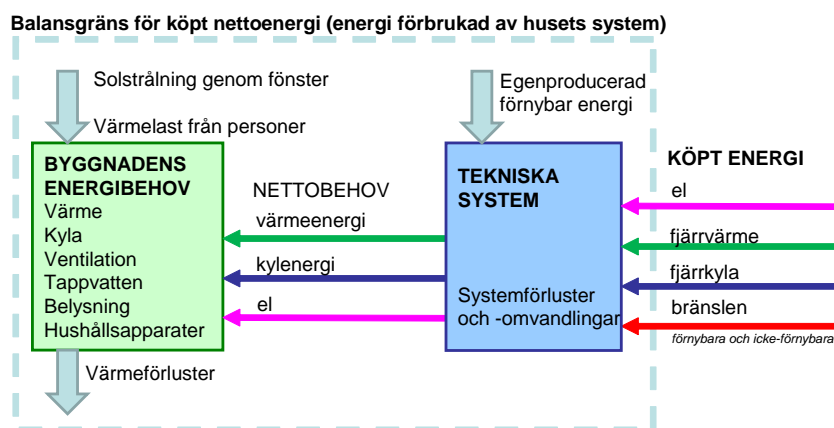 Balansgräns för köpt nettoenergi (energi förbrukad av husets system)
Solstrålning genom fönster
Värmelast från personer
Egenproducerad
förnybar energi
BYGGNADENS
ENERGIBEHOV
Värme
Kyla
Ventilation
Tappvatten
Belysning
Hushållsapparater
NETTOBEHOV
värmeenergi
kylenergi
el
TEKNISKA
SYSTEM
Systemförluster
och -omvandlingar
KÖPT ENERGI
el
fjärrvärme
fjärrkyla
bränslen
förnybara och icke-förnybara
Värmeförluster